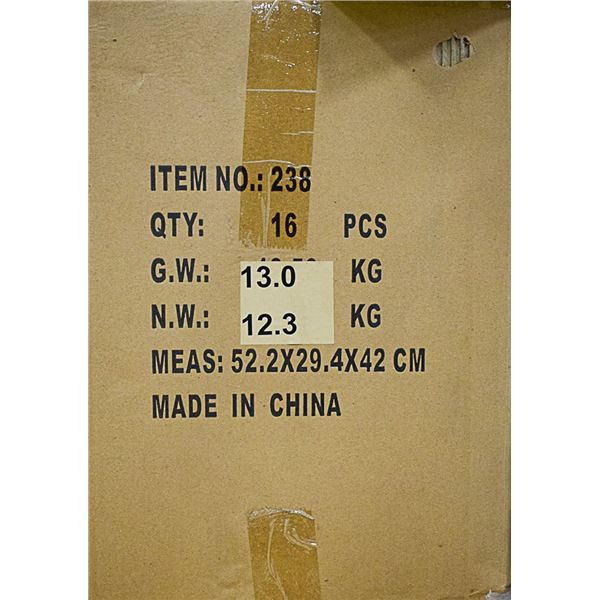 ITEM NO.: 238
QTY: 16 PCS
G.W.: 13.0 KG
N.W.: 12.3 KG
MEAS: 52.2X29.4X42 CM
MADE IN CHINA